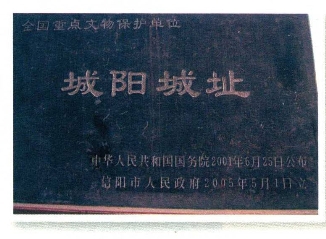 全国重点文物保护单位
城阳城址
中华人民共和国国务院2001年6月25日公布
信阳市人民政府2005年5月1日立